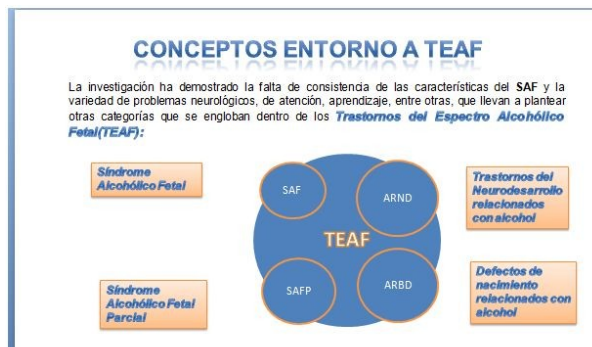 CONCEPTOS ENTORNO A TEAF
La investigación ha demostrado la falta de consistencia de las características del SAF y la
variedad de problemas neurológicos, de atención, aprendizaje, entre otras, que llevan a plantear
otras categorías que se engloban dentro de los Trastornos del Espectro Alcohólico
Fetal(TEAF):
Síndrome
Alcohólico Fetal
SAF
ARND
Trastornos del
Neurodesarrollo
relacionados
con alcohol
TEAF
Síndrome
Alcohólico Fetal
Parcial
SAFP
ARBD
Defectos de
nacimiento
relacionados con
alcohol